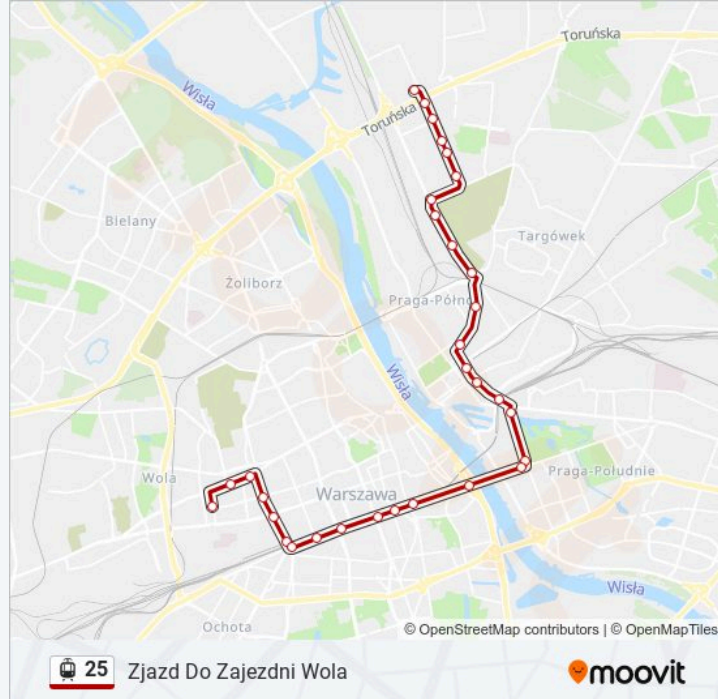 Toruńska
Wisła
Toruńska
Bielany
Targówek
Żoliborz
Praga-Półno
Wisła
Wola
Praga-Południe
Warszawa
Wisła
Ochota
© OpenStreetMap contributors | © OpenMapTiles
25 Zjazd Do Zajezdni Wola
moovit